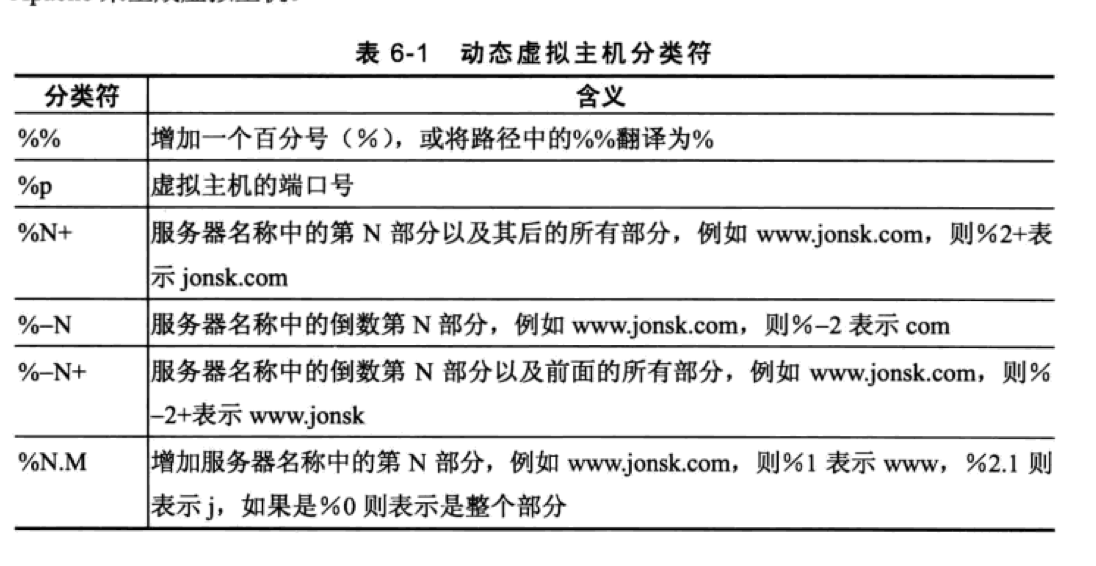 表 6-1 动态虚拟主机分类符
分类符 含义
%% 增加一个百分号（%），或将路径中的%%翻译为%
%p 虚拟主机的端口号
%N+ 服务器名称中的第 N 部分以及其后的所有部分，例如 www.jonsk.com，则%2+表
示 jonsk.com
%–N 服务器名称中的倒数第 N 部分，例如 www.jonsk.com，则%–2 表示 com
%–N+ 服务器名称中的倒数第 N 部分以及前面的所有部分，例如 www.jonsk.com，则%
–2+表示 www.jonsk
%N.M 增加服务器名称中的第 N 部分，例如 www.jonsk.com，则%1 表示 www，%2.1 则
表示 j，如果是%0 则表示是整个部分